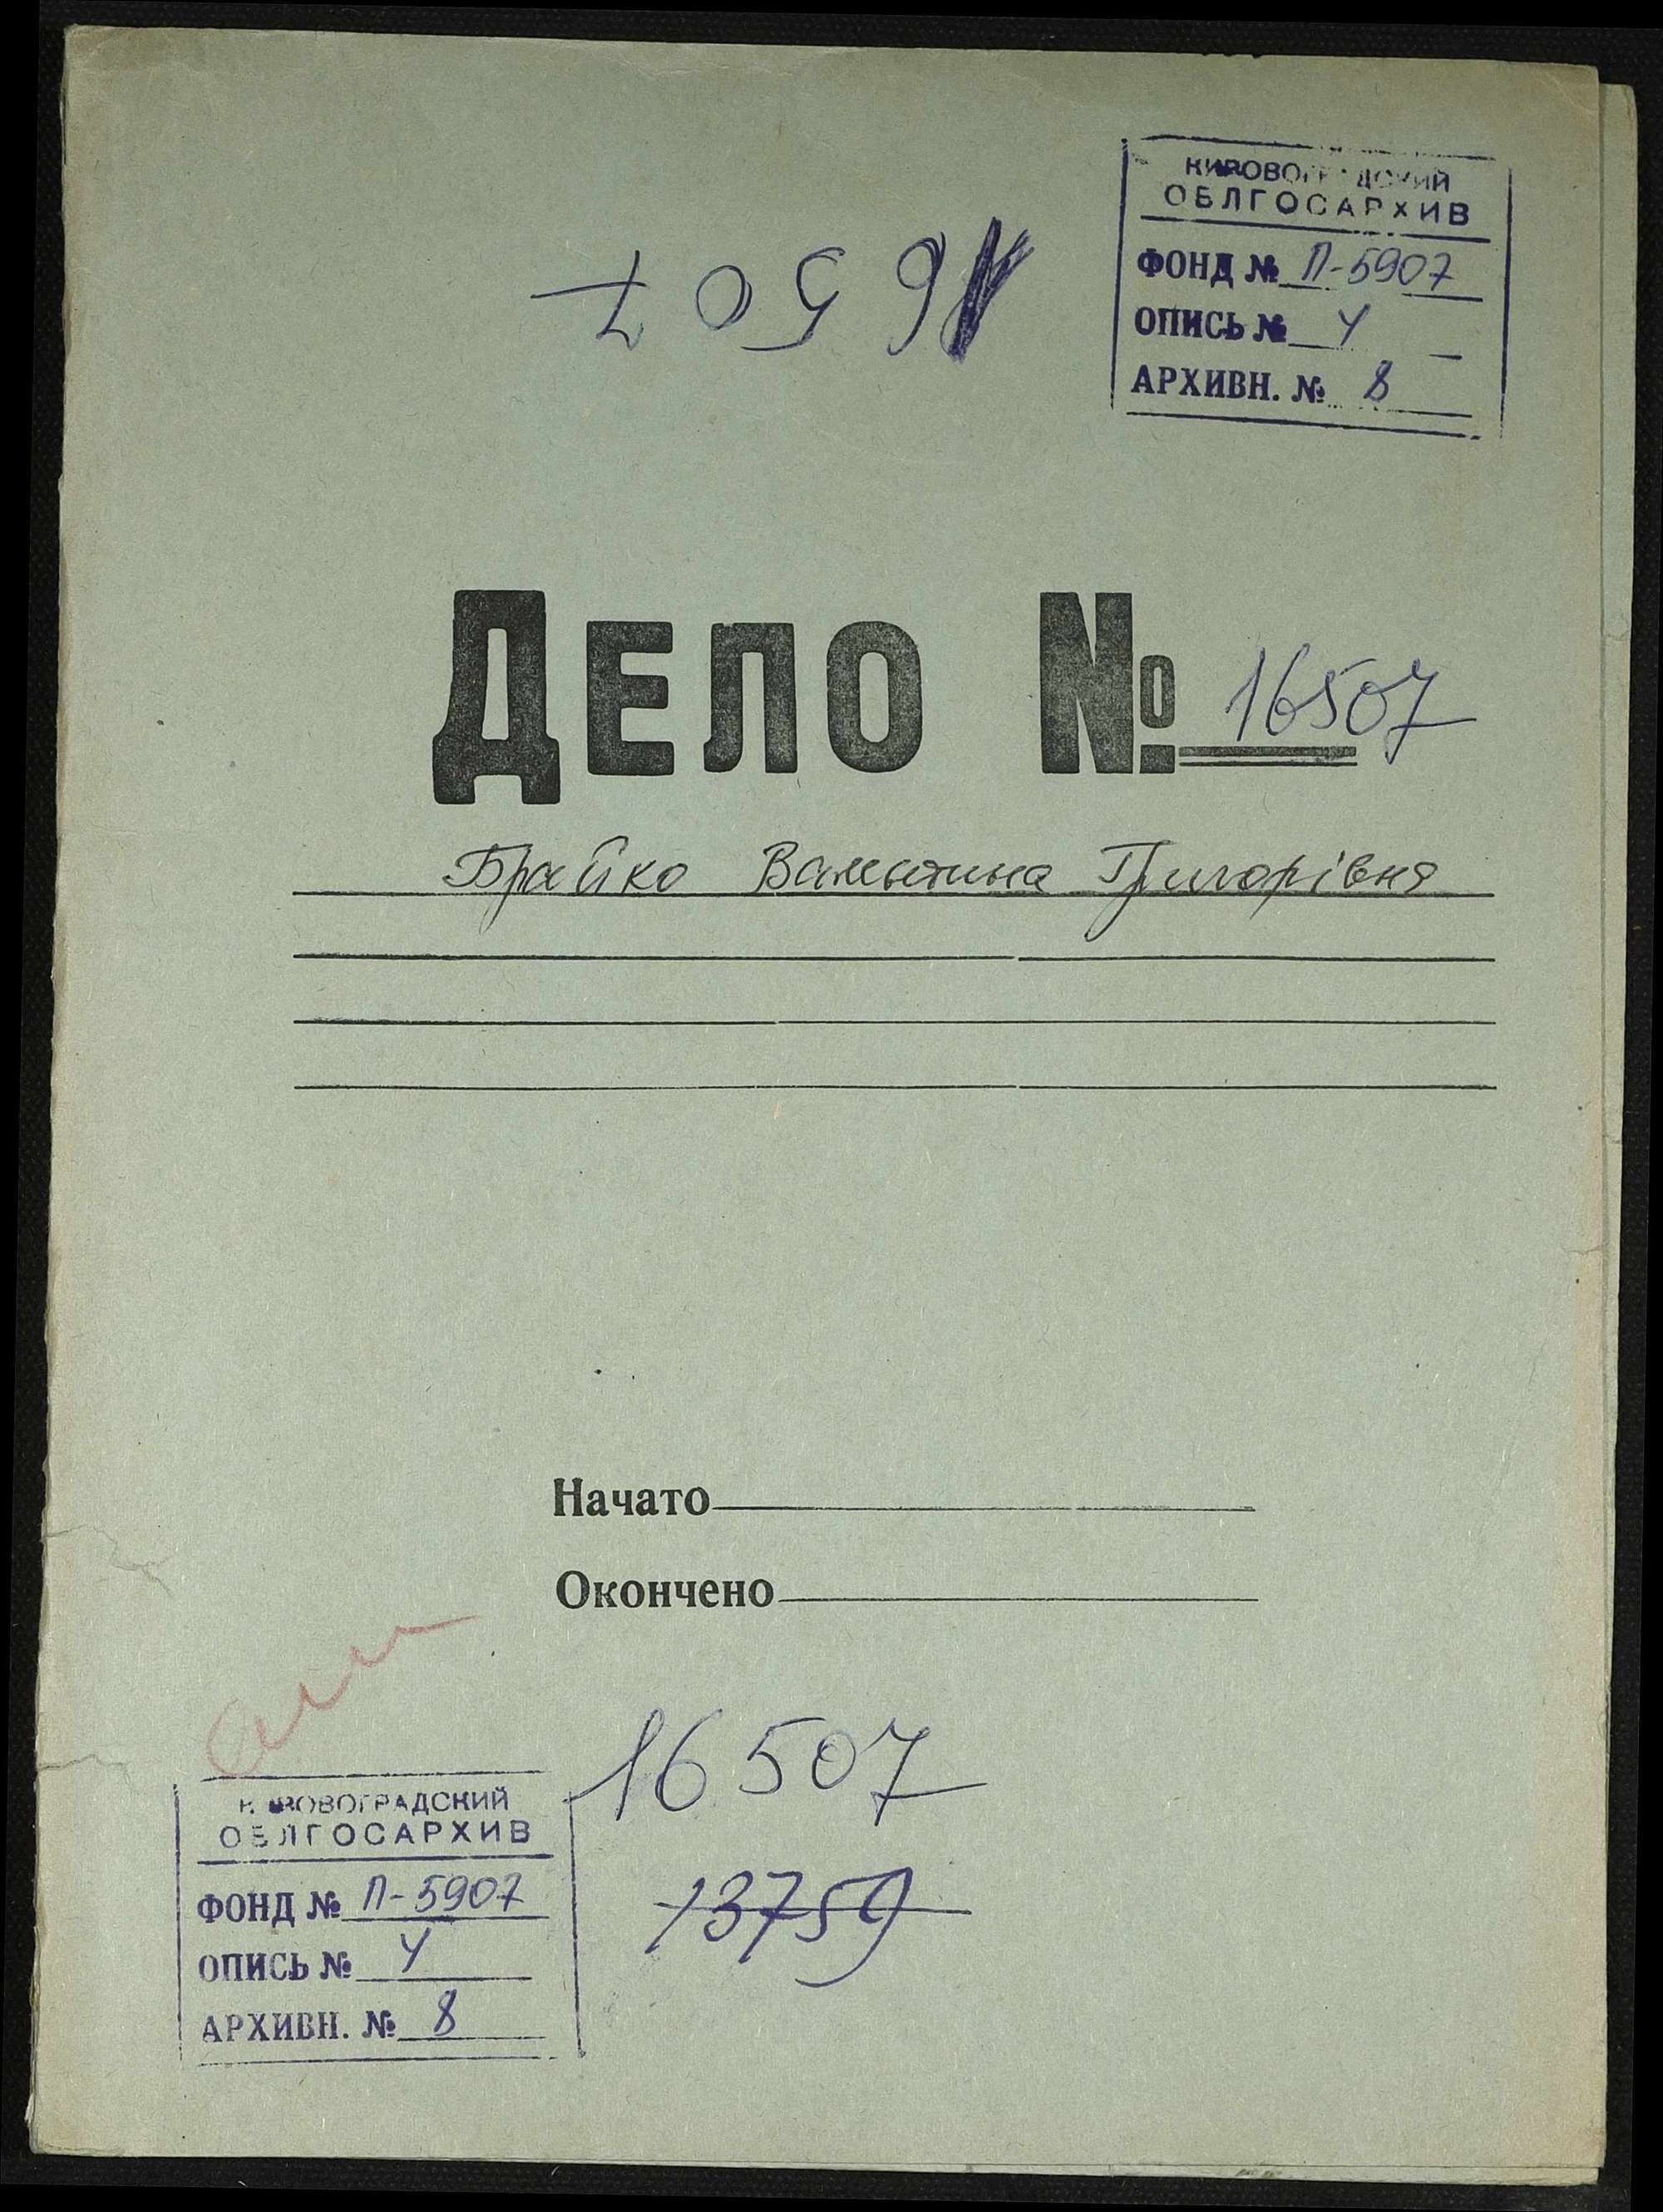 КИРОВОГРАДСКИЙ
ОБЛГОСАРХИВ
ФОНД № П-5907
ОПИСЬ № 4
АРХИВН. № 8
16507
ДЕЛО № 16507
Брайко Валентина Григорівна
Начато
Окончено
16507
13759
КИРОВОГРАДСКИЙ
ОБЛГОСАРХИВ
ФОНД № П-5907
ОПИСЬ № 4
АРХИВН. № 8